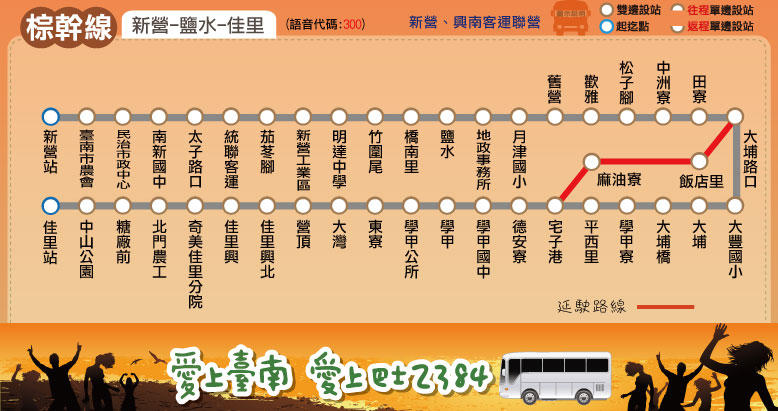 棕幹線
新營-鹽水-佳里
(語音代碼:300)
新營、興南客運聯營
雙邊設站
往程單邊設站
起迄點
返程單邊設站
新營站
臺南市農會
民治市政中心
南新國中
太子路口
統聯客運
茄苳腳
新營工業區
明達中學
竹圍尾
橋南里
鹽水
地政事務所
月津國小
舊營
歡雅
松子腳
中洲寮
田寮
大埔路口
麻油寮
飯店里
佳里站
中山公園
糖廠前
北門農工
奇美佳里分院
佳里興
佳里興北
營頂
大灣
東寮
學甲公所
學甲
學甲國中
德安寮
宅子港
平西里
學甲寮
大埔橋
大埔
大豐國小
延駛路線
愛上臺南 愛上巴士2384